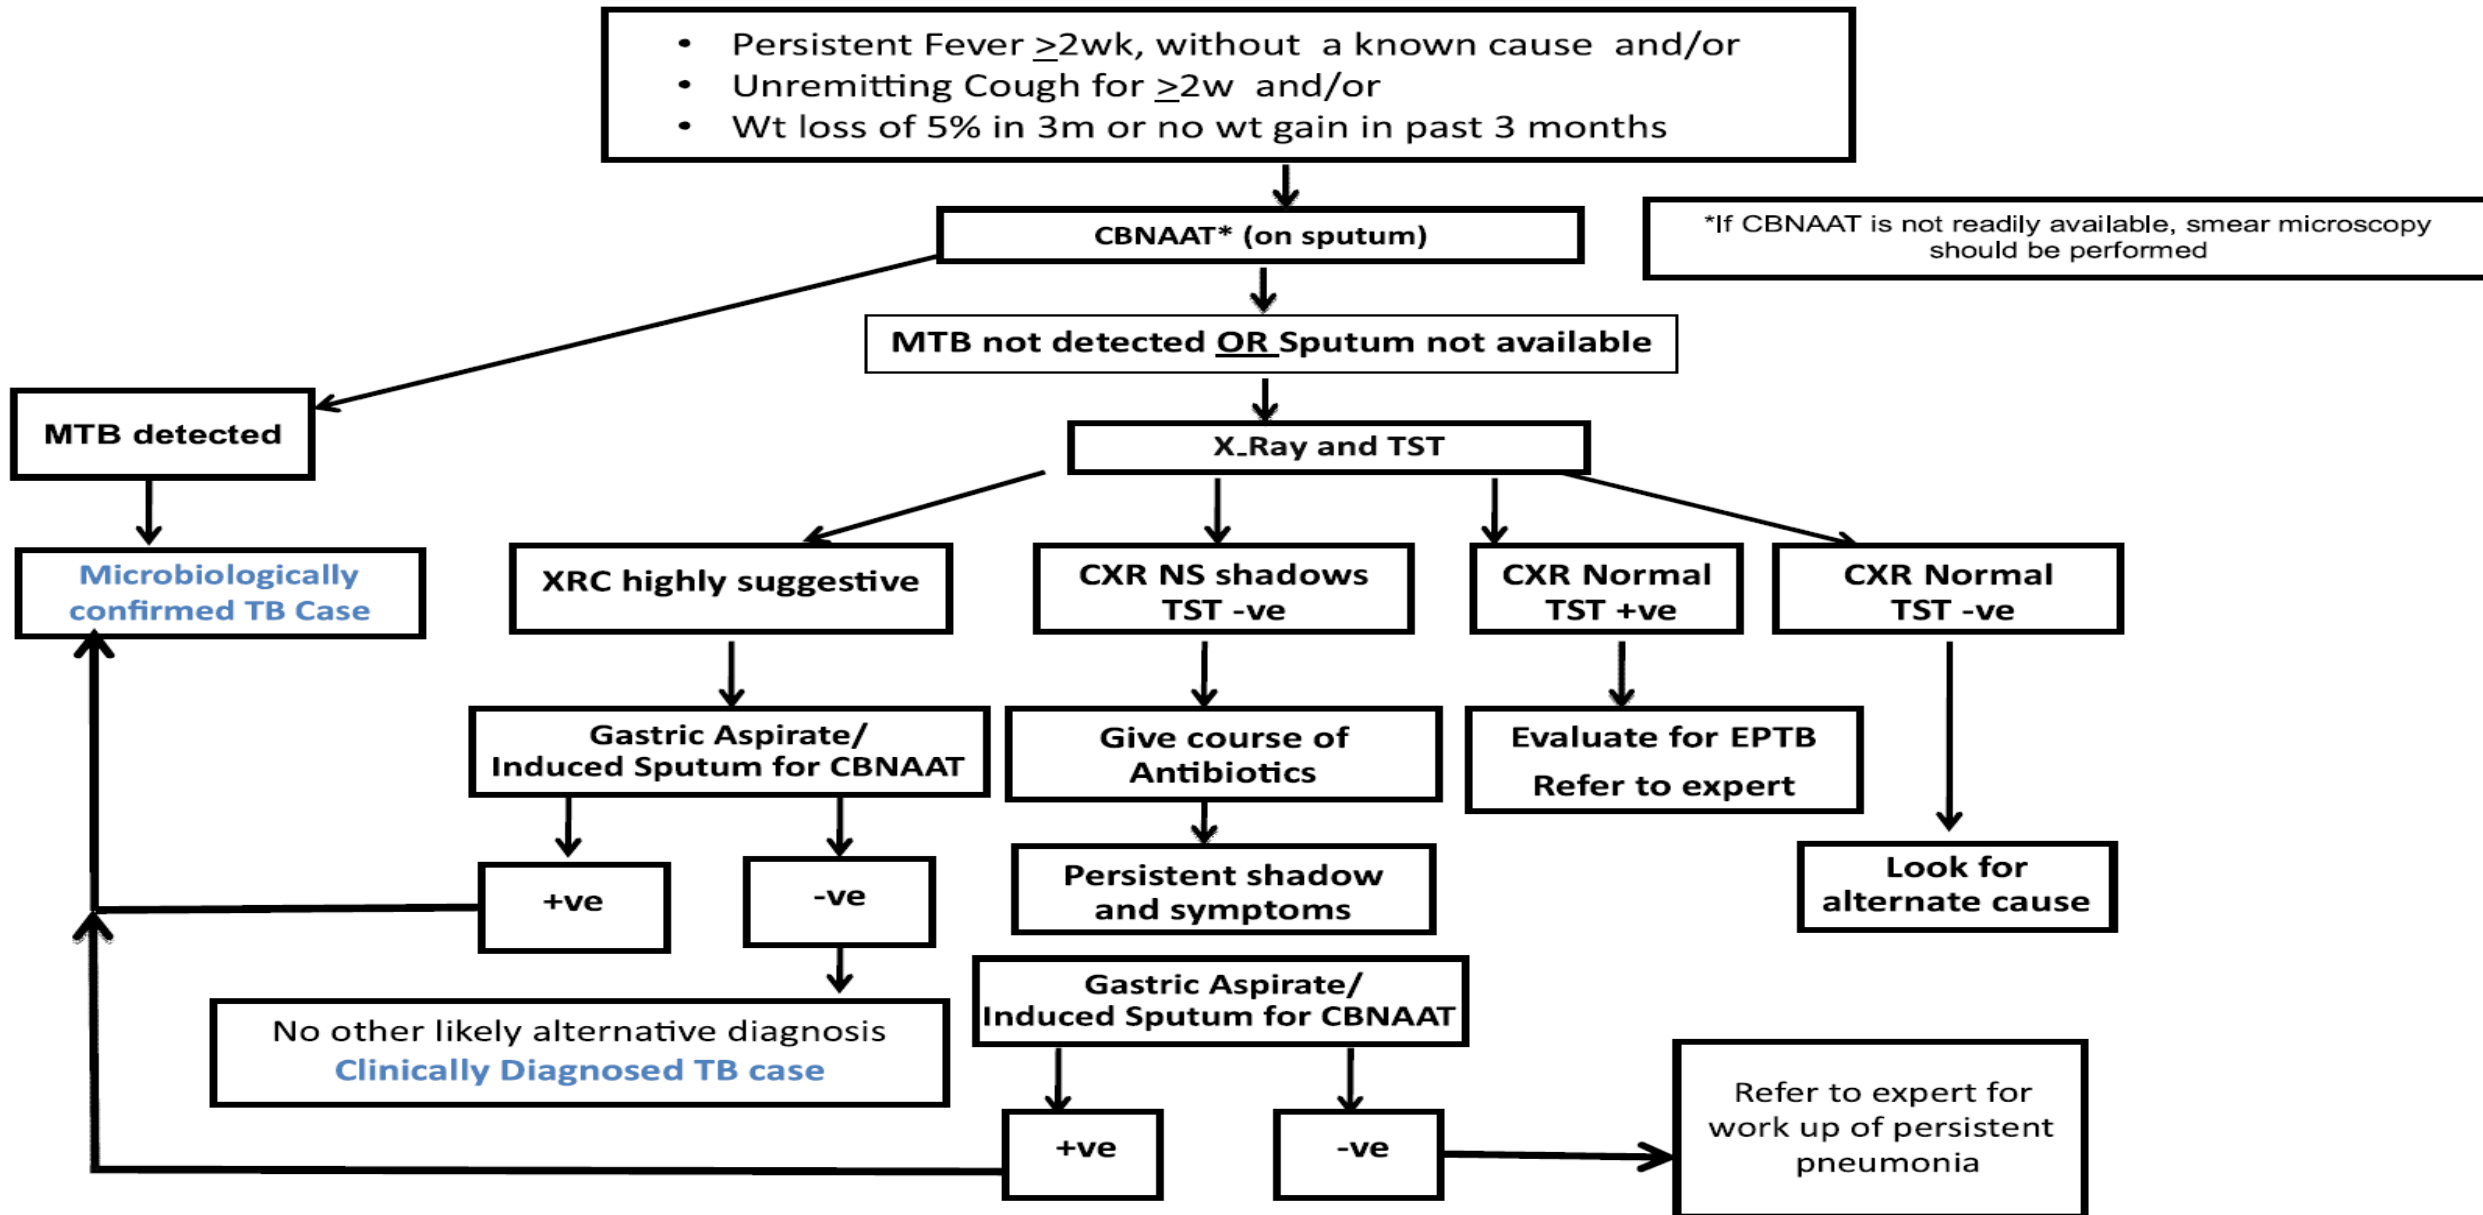 • Persistent Fever ≥2wk, without a known cause and/or
• Unremitting Cough for ≥2w and/or
• Wt loss of 5% in 3m or no wt gain in past 3 months
CBNAAT* (on sputum)
*If CBNAAT is not readily available, smear microscopy
should be performed
MTB not detected OR Sputum not available
MTB detected
X-Ray and TST
Microbiologically
confirmed TB Case
XRC highly suggestive
CXR NS shadows
TST -ve
CXR Normal
TST +ve
CXR Normal
TST -ve
Gastric Aspirate/
Induced Sputum for CBNAAT
Give course of
Antibiotics
Evaluate for EPTB
Refer to expert
+ve
-ve
Persistent shadow
and symptoms
Look for
alternate cause
No other likely alternative diagnosis
Clinically Diagnosed TB case
Gastric Aspirate/
Induced Sputum for CBNAAT
+ve
-ve
Refer to expert for
work up of persistent
pneumonia